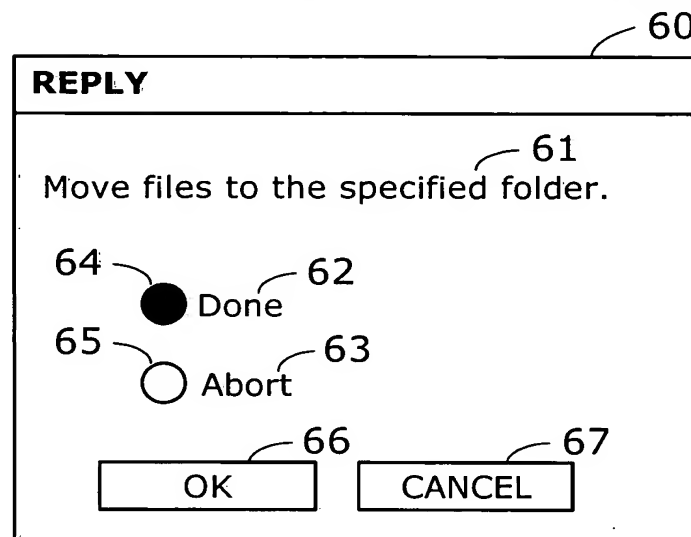 60
REPLY
61
Move files to the specified folder.
64 62
Done
65 63
Abort
66 67
OK CANCEL